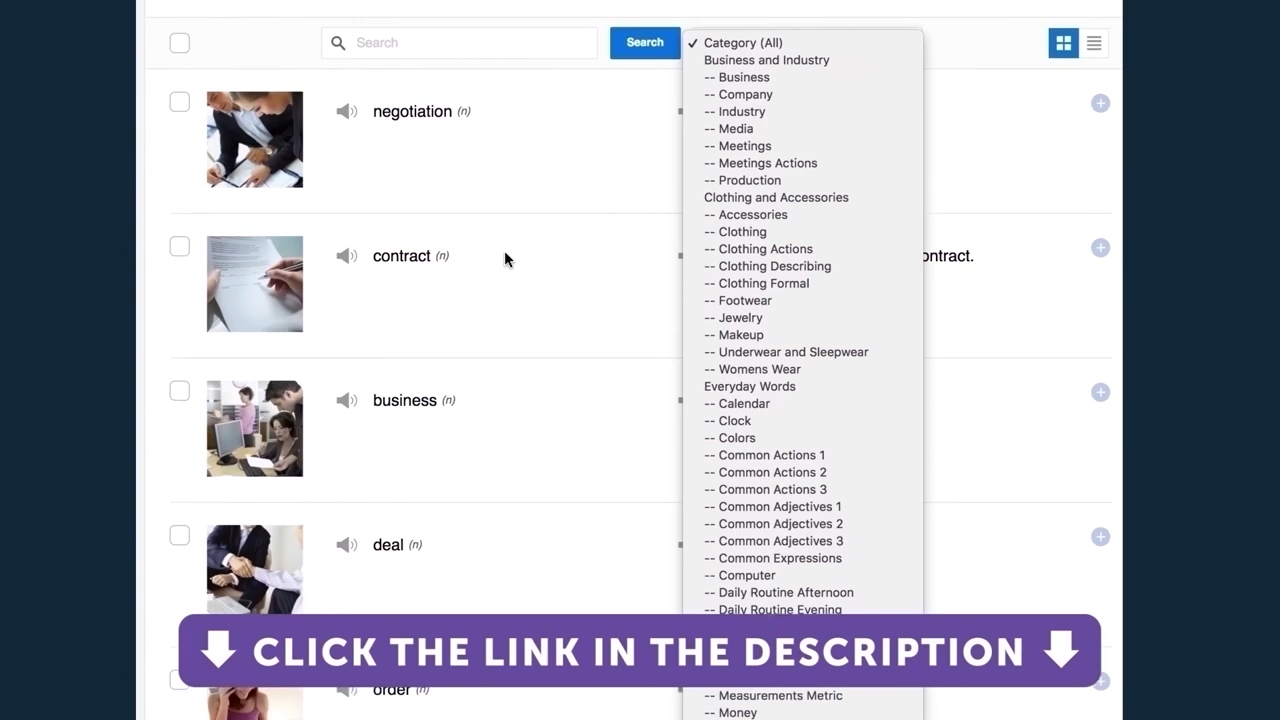 Search
Search
✓ Category (All)
Business and Industry
-- Business
-- Company
-- Industry
-- Media
-- Meetings
-- Meetings Actions
-- Production
Clothing and Accessories
-- Accessories
-- Clothing
-- Clothing Actions
-- Clothing Describing
-- Clothing Formal
-- Footwear
-- Jewelry
-- Makeup
-- Underwear and Sleepwear
-- Womens Wear
Everyday Words
-- Calendar
-- Clock
-- Colors
-- Common Actions 1
-- Common Actions 2
-- Common Actions 3
-- Common Adjectives 1
-- Common Adjectives 2
-- Common Adjectives 3
-- Common Expressions
-- Computer
-- Daily Routine Afternoon
-- Daily Routine Evening
-- Measurements Metric
-- Money
negotiation (n)
contract (n)
ontract.
business (n)
deal (n)
order (n)
CLICK THE LINK IN THE DESCRIPTION